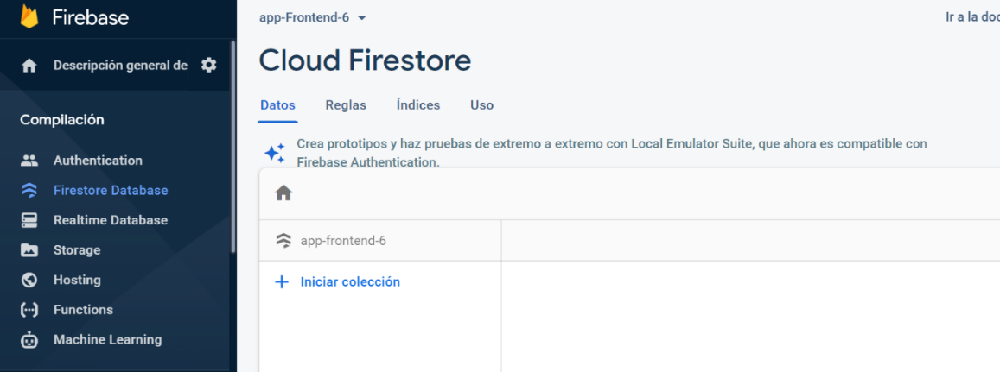 Firebase
app-Frontend-6
Ir a la doc
Descripción general de
Cloud Firestore
Compilación
Datos Reglas Índices Uso
Crea prototipos y haz pruebas de extremo a extremo con Local Emulator Suite, que ahora es compatible con
Firebase Authentication.
Authentication
Firestore Database
Realtime Database
Storage
Hosting
Functions
Machine Learning
app-frontend-6
Iniciar colección